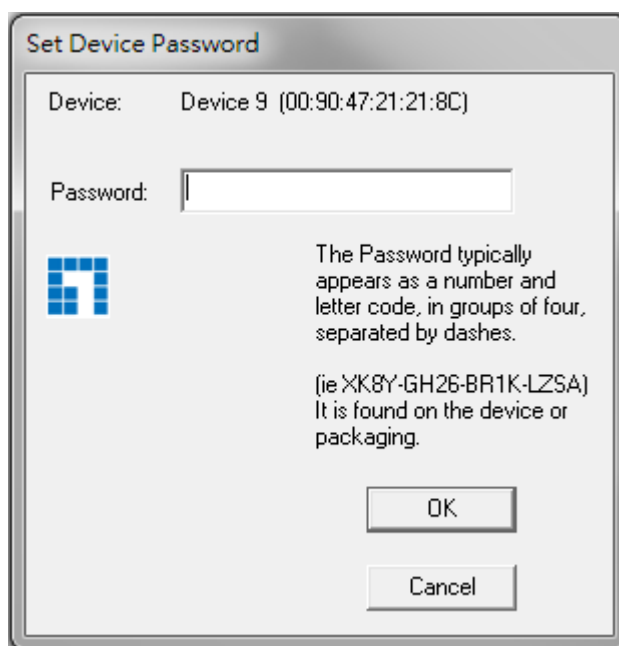 Set Device Password
Device: Device 9 (00:90:47:21:21:8C)
Password:
The Password typically
appears as a number and
letter code, in groups of four,
separated by dashes.
(ie XK8Y-GH26-BR1K-LZSA)
It is found on the device or
packaging.
OK
Cancel